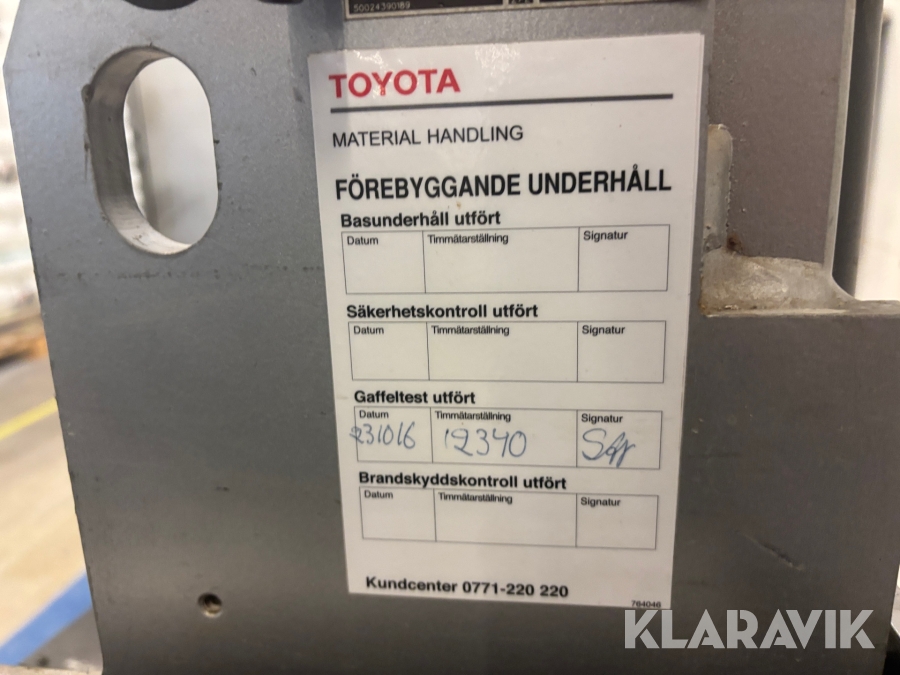 50024390189
TOYOTA
MATERIAL HANDLING
FÖREBYGGANDE UNDERHÅLL
Basunderhåll utfört
Datum Timmätarställning Signatur
Säkerhetskontroll utfört
Datum Timmätarställning Signatur
Gaffeltest utfört
Datum Timmätarställning Signatur
231016 12340
Brandskyddskontroll utfört
Datum Timmätarställning Signatur
Kundcenter 0771-220 220
764046
KLARAVIK